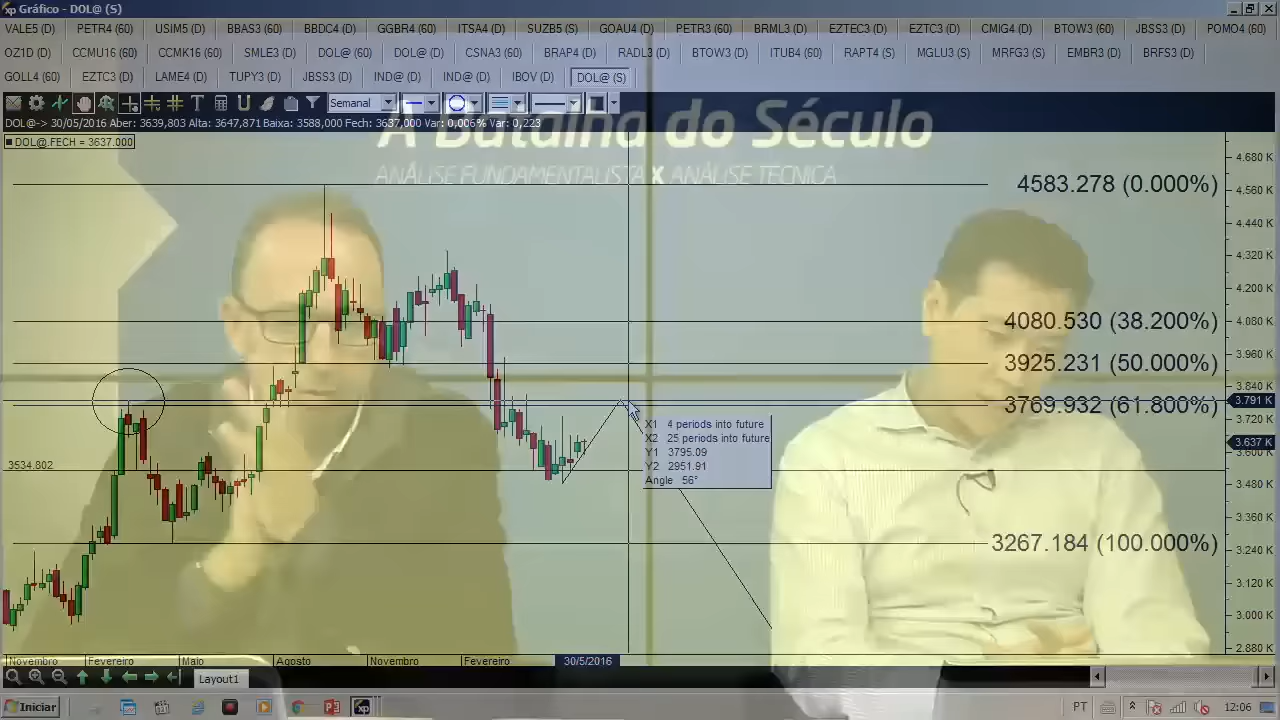 Gráfico - DOL@ (S)
VALE5 (D) PETR4 (60) USIM5 (D) BBAS3 (60) BBDC4 (D) GGBR4 (60) ITSA4 (D) SUZB5 (S) GOAU4 (D) PETR3 (60) BRML3 (D) EZTEC3 (D) EZTC3 (D) CMIG4 (D) BTOW3 (60) JBSS3 (D) POMO4 (60)
OZ1D (D) CCMU16 (60) CCMK16 (60) SMLE3 (D) DOL@ (60) DOL@ (D) CSNA3 (60) BRAP4 (D) RADL3 (D) BTOW3 (D) ITUB4 (60) RAPT4 (S) MGLU3 (S) MRFG3 (S) EMBR3 (D) BRFS3 (D)
GOLL4 (60) EZTC3 (D) LAME4 (D) TUPY3 (D) JBSS3 (D) IND@ (D) IND@ (D) IBOV (D) DOL@ (S)
Semanal
DOL@-> 30/05/2016 Aber: 3639,803 Alta: 3647,871 Baixa: 3588,000 Fech: 3637,000 Var: 0,006% Var: 0,223
A Batalha do Século
ANÁLISE FUNDAMENTALISTA X ANÁLISE TÉCNICA
DOL@.FECH = 3637.000
4.680 K
4583.278 (0.000%)
4.560 K
4.440 K
4.320 K
4.200 K
4080.530 (38.200%)
4.080 K
3.960 K
3925.231 (50.000%)
3.840 K
3.791 K
3769.932 (61.800%)
3.720 K
X1 4 periods into future
X2 25 periods into future
Y1 3795.09
Y2 2951.91
Angle 56°
3.637 K
3.600 K
3534.802
3.480 K
3.360 K
3267.184 (100.000%)
3.240 K
3.120 K
3.000 K
2.880 K
Novembro Fevereiro Maio Agosto Novembro Fevereiro 30/5/2016
Layout1
Iniciar
xp
PT
12:06